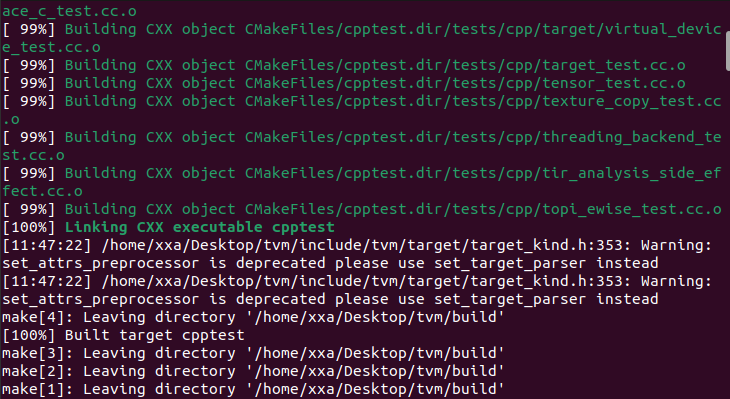 ace_c_test.cc.o
[ 99%] Building CXX object CMakeFiles/cpptest.dir/tests/cpp/target/virtual_devic
e_test.cc.o
[ 99%] Building CXX object CMakeFiles/cpptest.dir/tests/cpp/target_test.cc.o
[ 99%] Building CXX object CMakeFiles/cpptest.dir/tests/cpp/tensor_test.cc.o
[ 99%] Building CXX object CMakeFiles/cpptest.dir/tests/cpp/texture_copy_test.cc
.o
[ 99%] Building CXX object CMakeFiles/cpptest.dir/tests/cpp/threading_backend_te
st.cc.o
[ 99%] Building CXX object CMakeFiles/cpptest.dir/tests/cpp/tir_analysis_side_ef
fect.cc.o
[ 99%] Building CXX object CMakeFiles/cpptest.dir/tests/cpp/topi_ewise_test.cc.o
[100%] Linking CXX executable cpptest
[11:47:22] /home/xxa/Desktop/tvm/include/tvm/target/target_kind.h:353: Warning:
set_attrs_preprocessor is deprecated please use set_target_parser instead
[11:47:22] /home/xxa/Desktop/tvm/include/tvm/target/target_kind.h:353: Warning:
set_attrs_preprocessor is deprecated please use set_target_parser instead
make[4]: Leaving directory '/home/xxa/Desktop/tvm/build'
[100%] Built target cpptest
make[3]: Leaving directory '/home/xxa/Desktop/tvm/build'
make[2]: Leaving directory '/home/xxa/Desktop/tvm/build'
make[1]: Leaving directory '/home/xxa/Desktop/tvm/build'